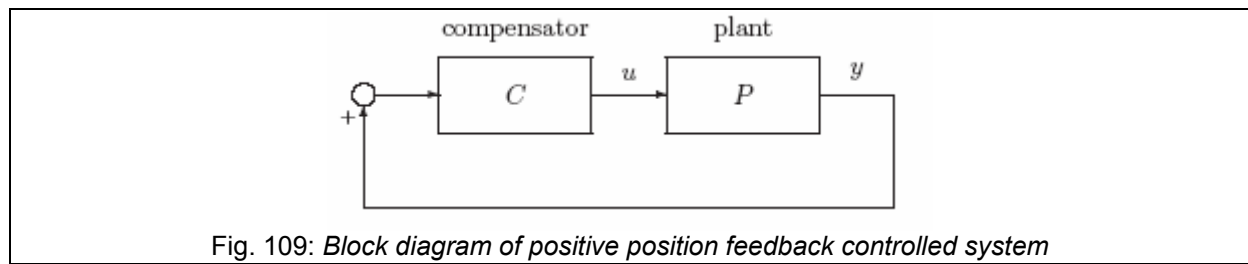 compensator plant
C u P y
+
Fig. 109: Block diagram of positive position feedback controlled system